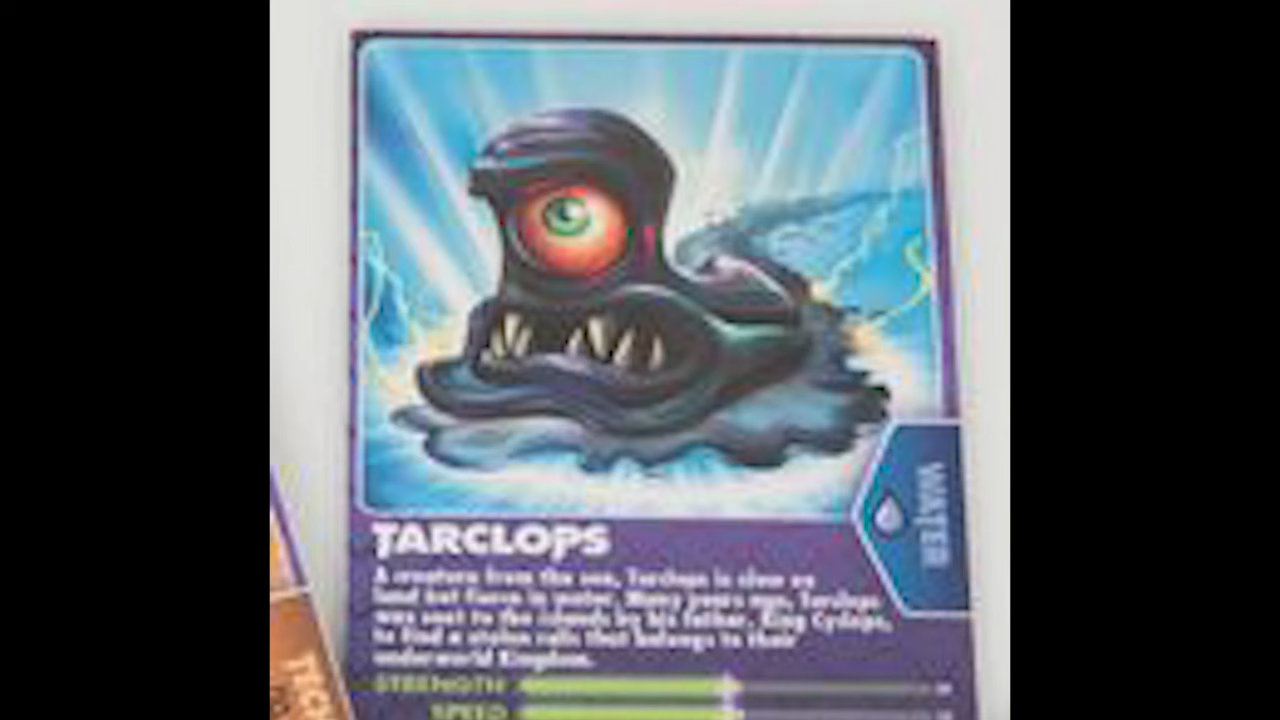 WATER
TARCLOPS
A creature from the sea, Tarclops is slow on
land but fierce in water. Many years ago, Tarclops
was sent to the islands by his father, King Cyclops,
to find a stolen relic that belongs to their
underworld Kingdom.
STRENGTH
SPEED